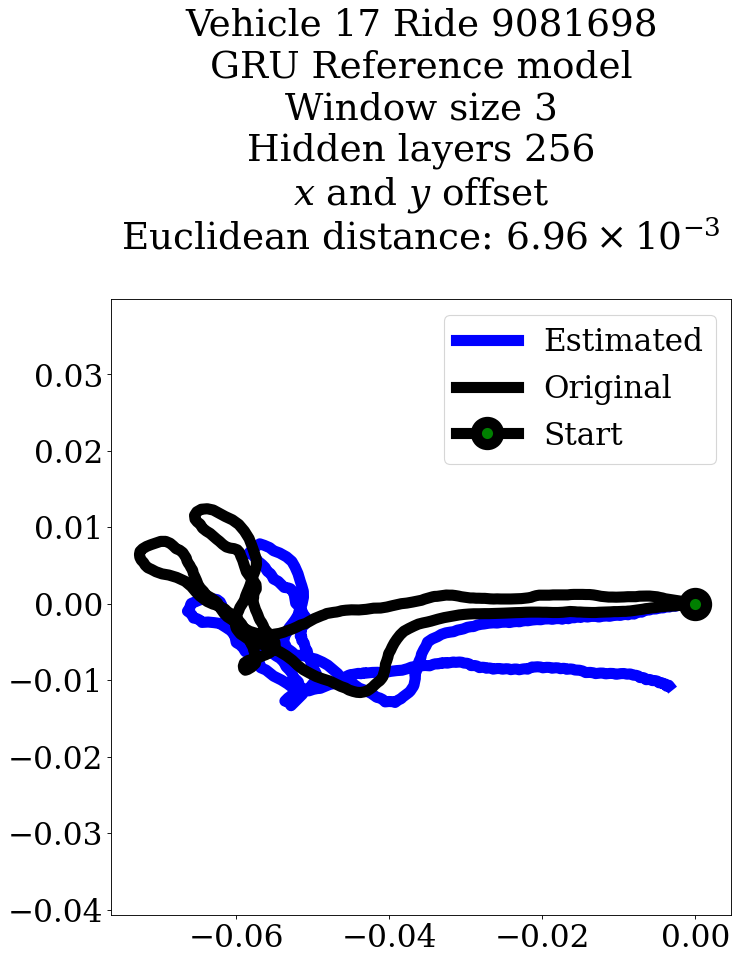 Vehicle 17 Ride 9081698
GRU Reference model
Window size 3
Hidden layers 256
x and y offset
Euclidean distance: 6.96 × 10⁻³
Estimated
Original
Start
0.03
0.02
0.01
0.00
−0.01
−0.02
−0.03
−0.04
−0.06 −0.04 −0.02 0.00